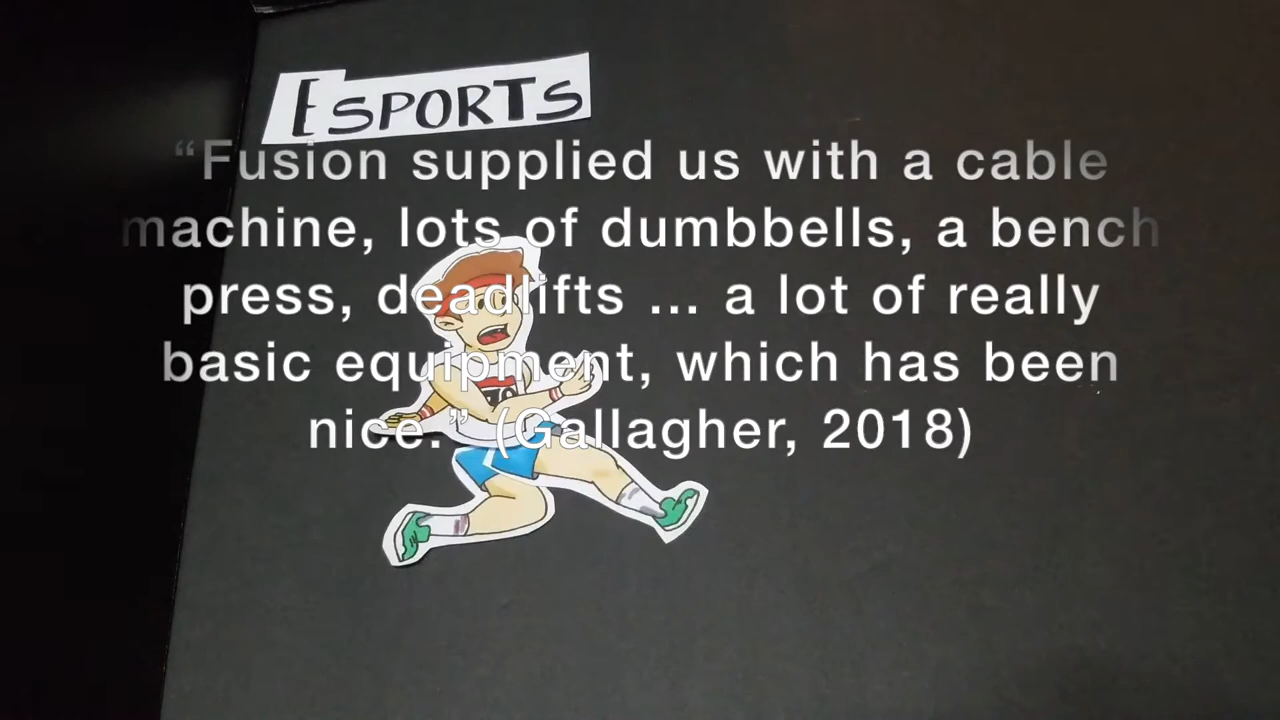 ESPORTS
“Fusion supplied us with a cable
machine, lots of dumbbells, a bench
press, deadlifts ... a lot of really
basic equipment, which has been
nice.” (Gallagher, 2018)